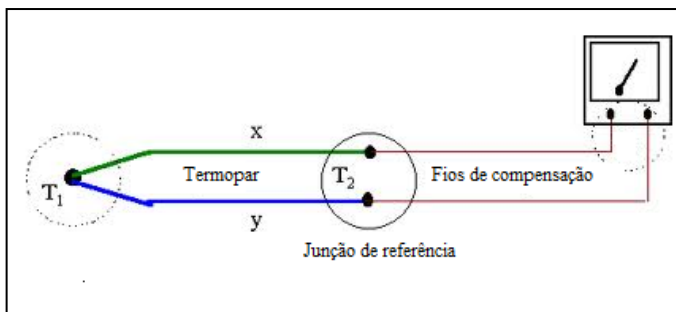 x
T1
Termopar
T2
Fios de compensação
y
Junção de referência